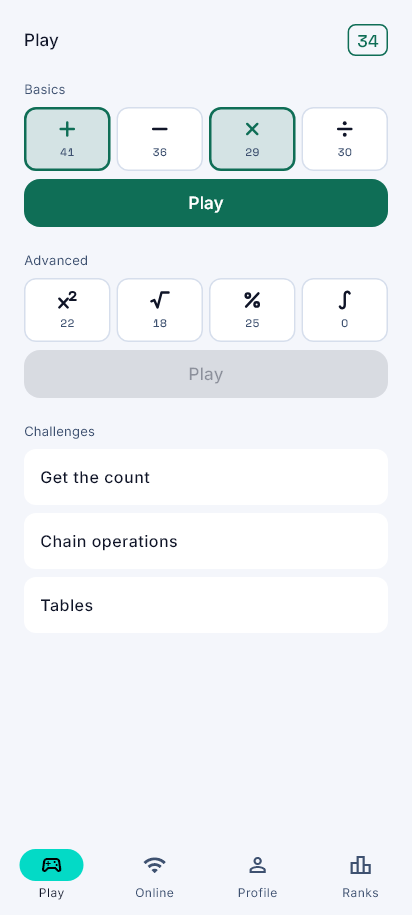 Play
34
Basics
+ − × ÷
41 36 29 30
Play
Advanced
x² √ % ∫
22 18 25 0
Play
Challenges
Get the count
Chain operations
Tables
Play Online Profile Ranks